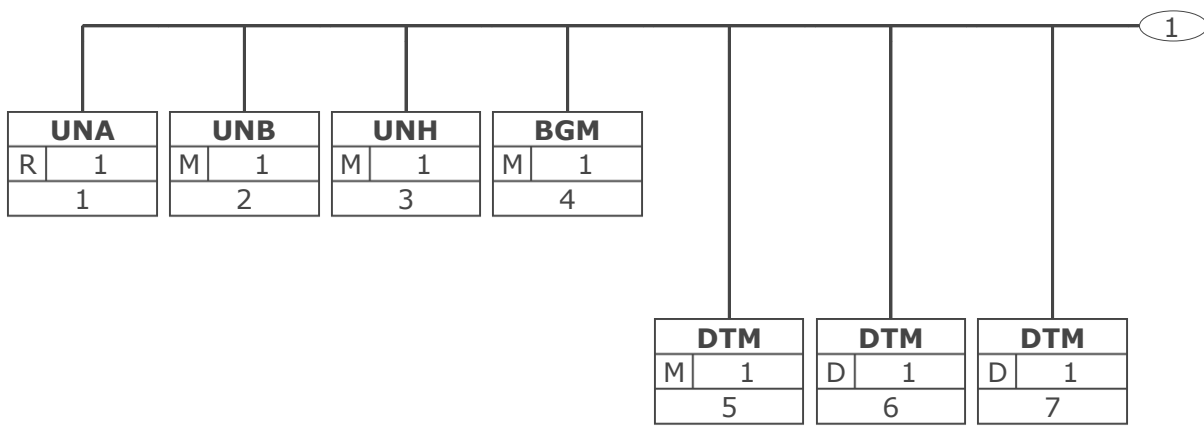 1
UNA UNB UNH BGM
R 1 M 1 M 1 M 1
1 2 3 4
DTM DTM DTM
M 1 D 1 D 1
5 6 7